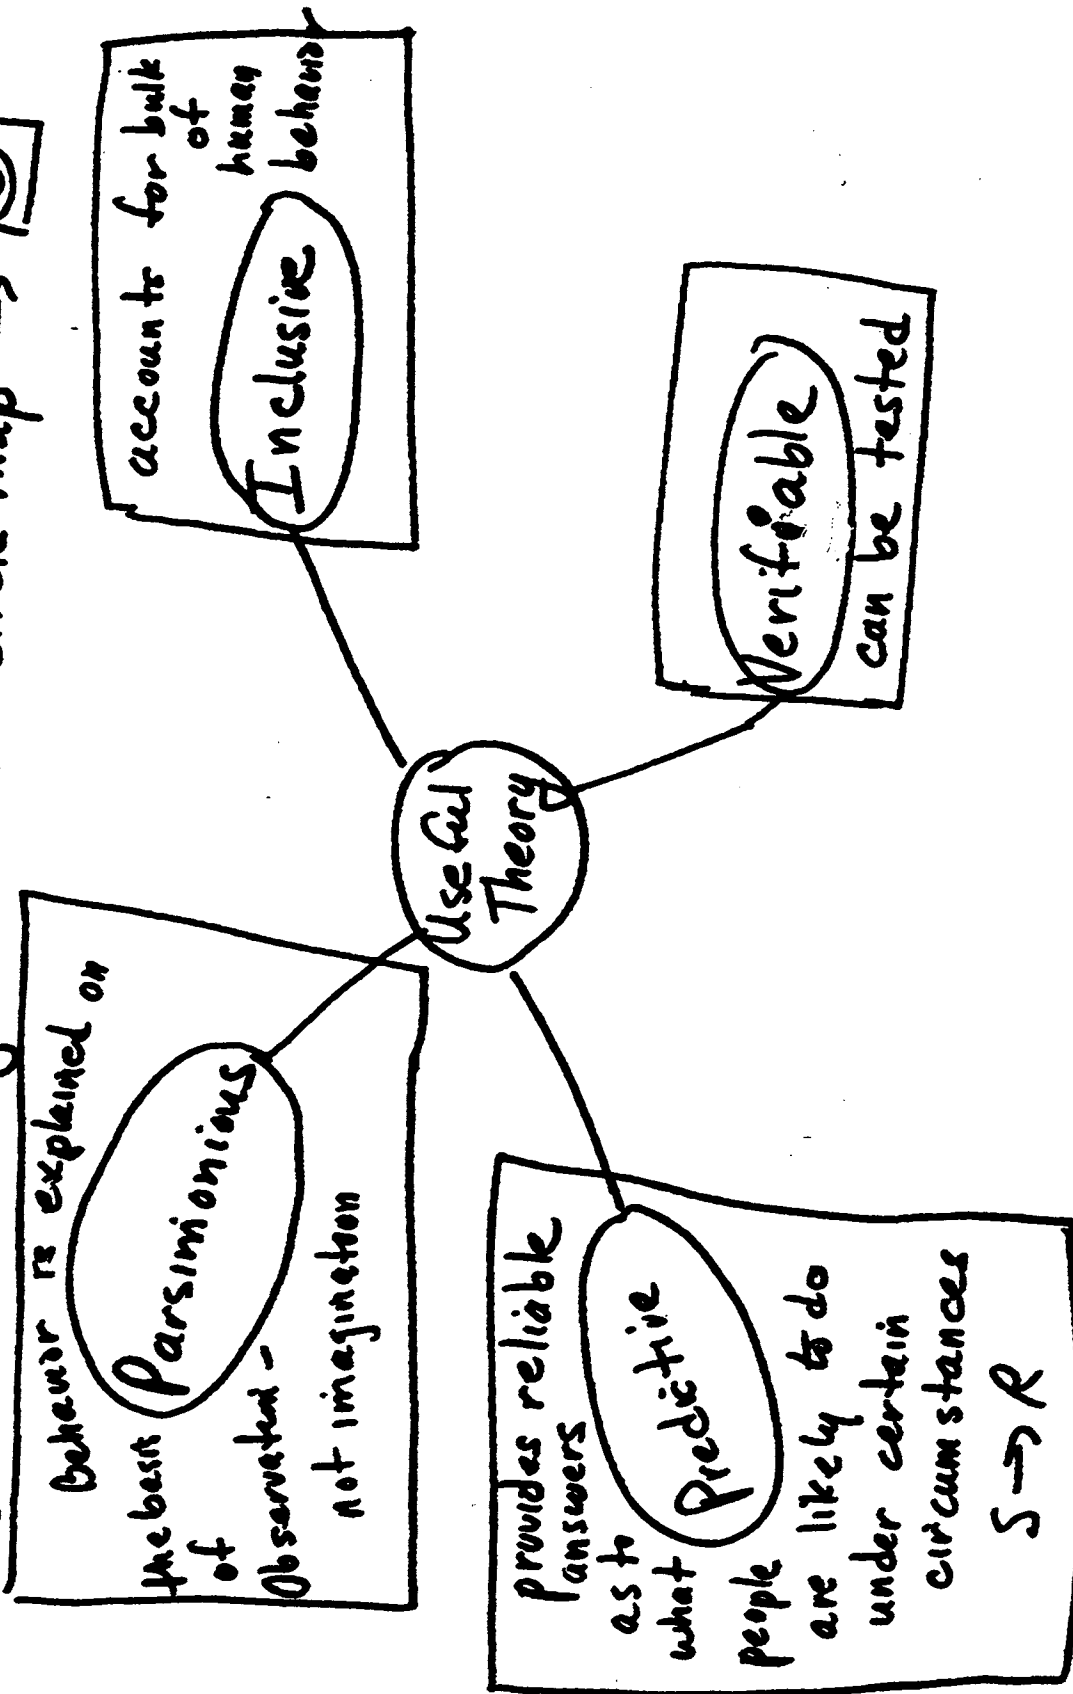 map
Behavior is explained on
Parsimonious
the basis
of
Observation -
not imagination
accounts for bulk
of
human
behavior
Inclusive
Useful
Theory
provides reliable
answers
as to
what
Predictive
people
are likely to do
under certain
circumstances
S → R
Verifiable
can be tested